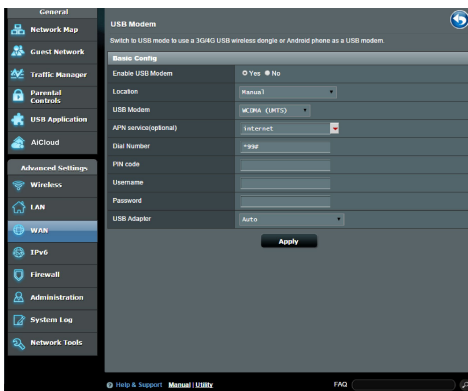 General
Network Map
Guest Network
Traffic Manager
Parental
Controls
USB Application
AiCloud
Advanced Settings
Wireless
LAN
WAN
IPv6
Firewall
Administration
System Log
Network Tools
USB Modem
Switch to USB mode to use a 3G/4G USB wireless dongle or Android phone as a USB modem.
Basic Config
Enable USB Modem Yes No
Location Manual
USB Modem WCDMA (UMTS)
APN service(optional) internet
Dial Number *99#
PIN code
Username
Password
USB Adapter Auto
Apply
Help & Support Manual | Utility FAQ